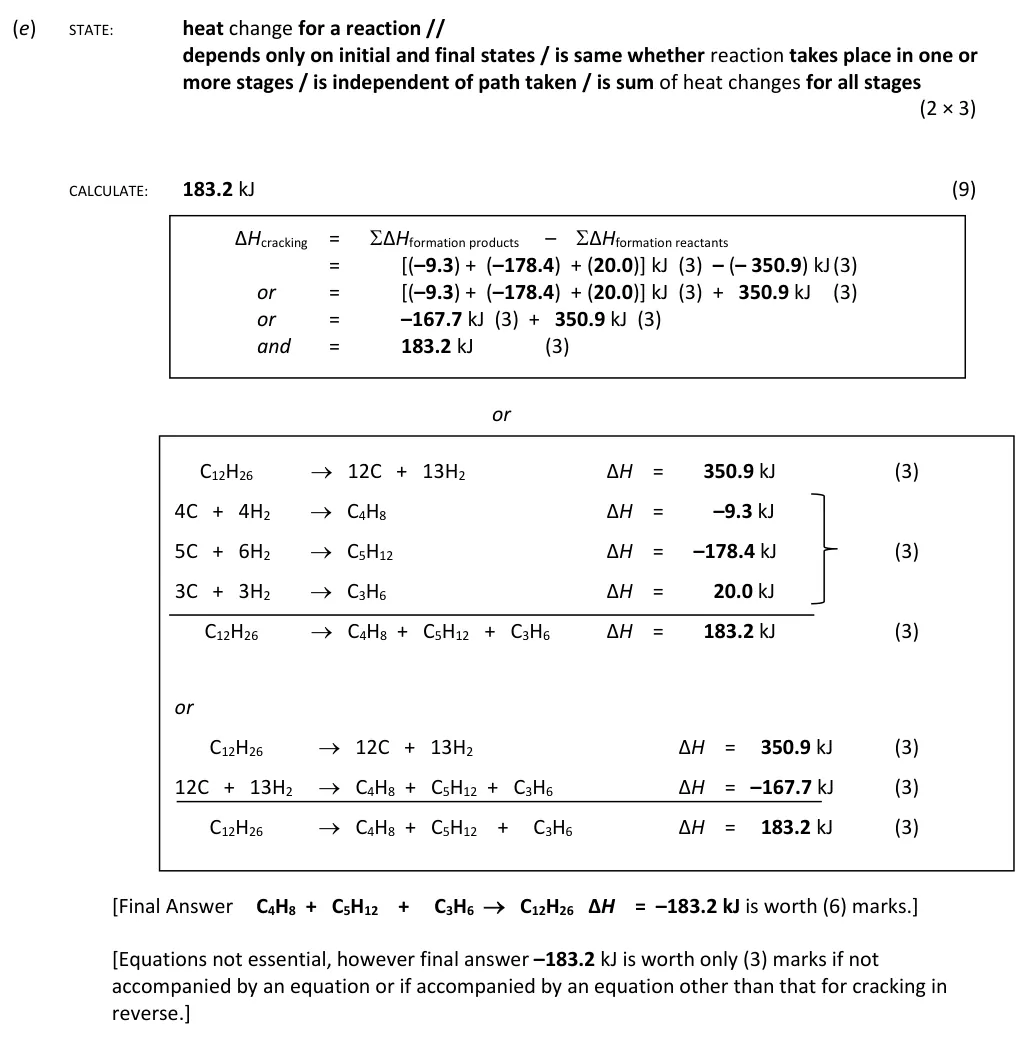 (e) STATE: heat change for a reaction //
depends only on initial and final states / is same whether reaction takes place in one or
more stages / is independent of path taken / is sum of heat changes for all stages
(2 × 3)
CALCULATE: 183.2 kJ (9)
ΔHcracking = ΣΔHformation products – ΣΔHformation reactants
= [(–9.3) + (–178.4) + (20.0)] kJ (3) – (– 350.9) kJ (3)
or = [(–9.3) + (–178.4) + (20.0)] kJ (3) + 350.9 kJ (3)
or = –167.7 kJ (3) + 350.9 kJ (3)
and = 183.2 kJ (3)
or
C₁₂H₂₆ → 12C + 13H₂ ΔH = 350.9 kJ (3)
4C + 4H₂ → C₄H₈ ΔH = –9.3 kJ
5C + 6H₂ → C₅H₁₂ ΔH = –178.4 kJ (3)
3C + 3H₂ → C₃H₆ ΔH = 20.0 kJ
C₁₂H₂₆ → C₄H₈ + C₅H₁₂ + C₃H₆ ΔH = 183.2 kJ (3)
or
C₁₂H₂₆ → 12C + 13H₂ ΔH = 350.9 kJ (3)
12C + 13H₂ → C₄H₈ + C₅H₁₂ + C₃H₆ ΔH = –167.7 kJ (3)
C₁₂H₂₆ → C₄H₈ + C₅H₁₂ + C₃H₆ ΔH = 183.2 kJ (3)
[Final Answer C₄H₈ + C₅H₁₂ + C₃H₆ → C₁₂H₂₆ ΔH = –183.2 kJ is worth (6) marks.]
[Equations not essential, however final answer –183.2 kJ is worth only (3) marks if not
accompanied by an equation or if accompanied by an equation other than that for cracking in
reverse.]